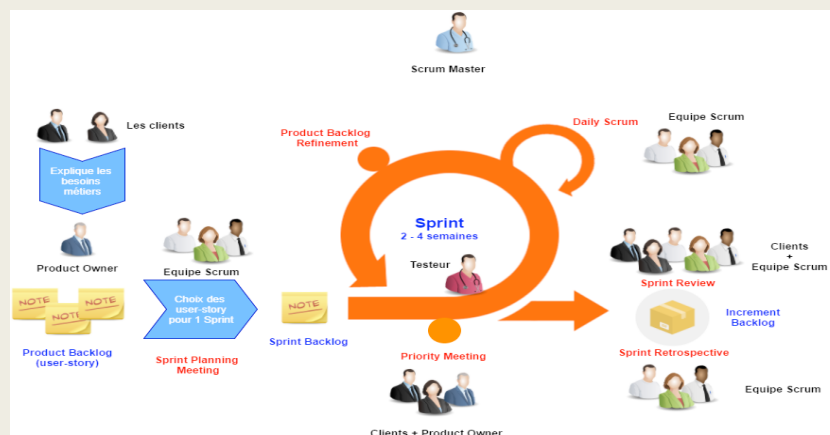 Scrum Master
Les clients
Explique les
besoins
métiers
Product Owner
Equipe Scrum
NOTE
NOTE
NOTE
Choix des
user-story
pour 1 Sprint
Product Backlog
(user-story)
Sprint Planning
Meeting
NOTE
Sprint Backlog
Product Backlog
Refinement
Daily Scrum
Equipe Scrum
Sprint
2 - 4 semaines
Testeur
Priority Meeting
Clients + Product Owner
Clients
+
Equipe Scrum
Sprint Review
Increment
Backlog
Sprint Retrospective
Equipe Scrum